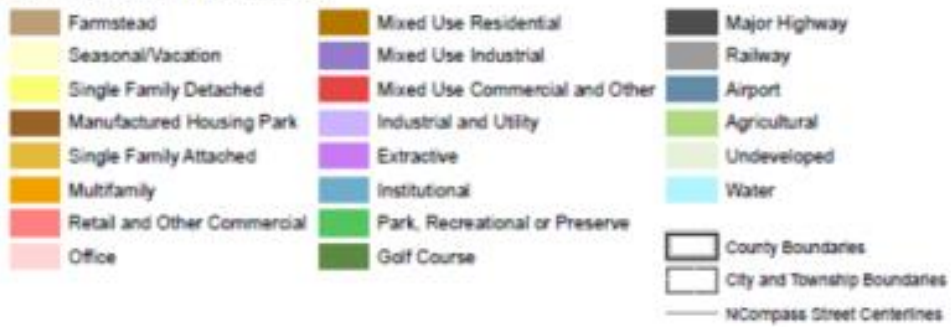 Farmstead
Seasonal/Vacation
Single Family Detached
Manufactured Housing Park
Single Family Attached
Multifamily
Retail and Other Commercial
Office
Mixed Use Residential
Mixed Use Industrial
Mixed Use Commercial and Other
Industrial and Utility
Extractive
Institutional
Park, Recreational or Preserve
Golf Course
Major Highway
Railway
Airport
Agricultural
Undeveloped
Water
County Boundaries
City and Township Boundaries
NCompass Street Centerlines